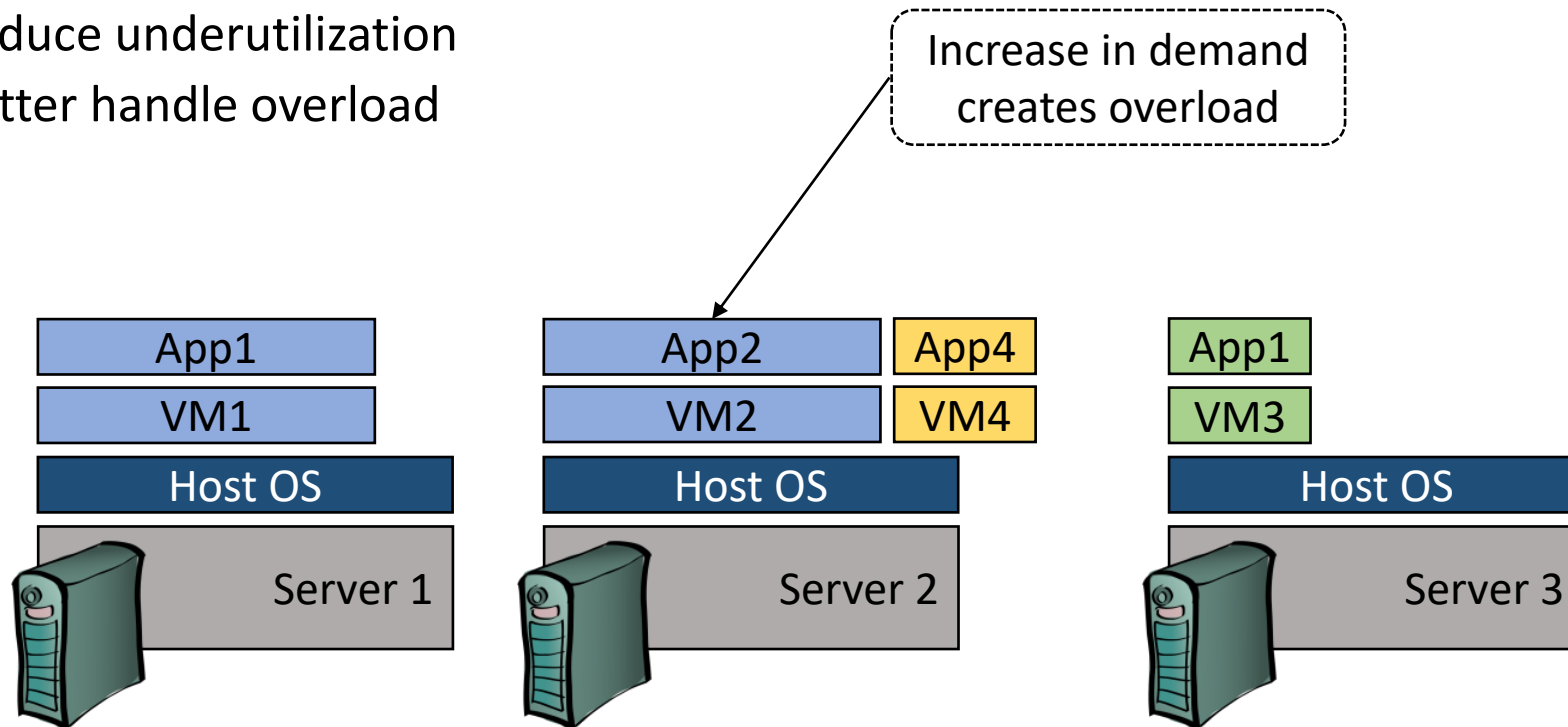 duce underutilization
tter handle overload
Increase in demand
creates overload
App1
App2
App4
App1
VM1
VM2
VM4
VM3
Host OS
Host OS
Host OS
Server 1
Server 2
Server 3